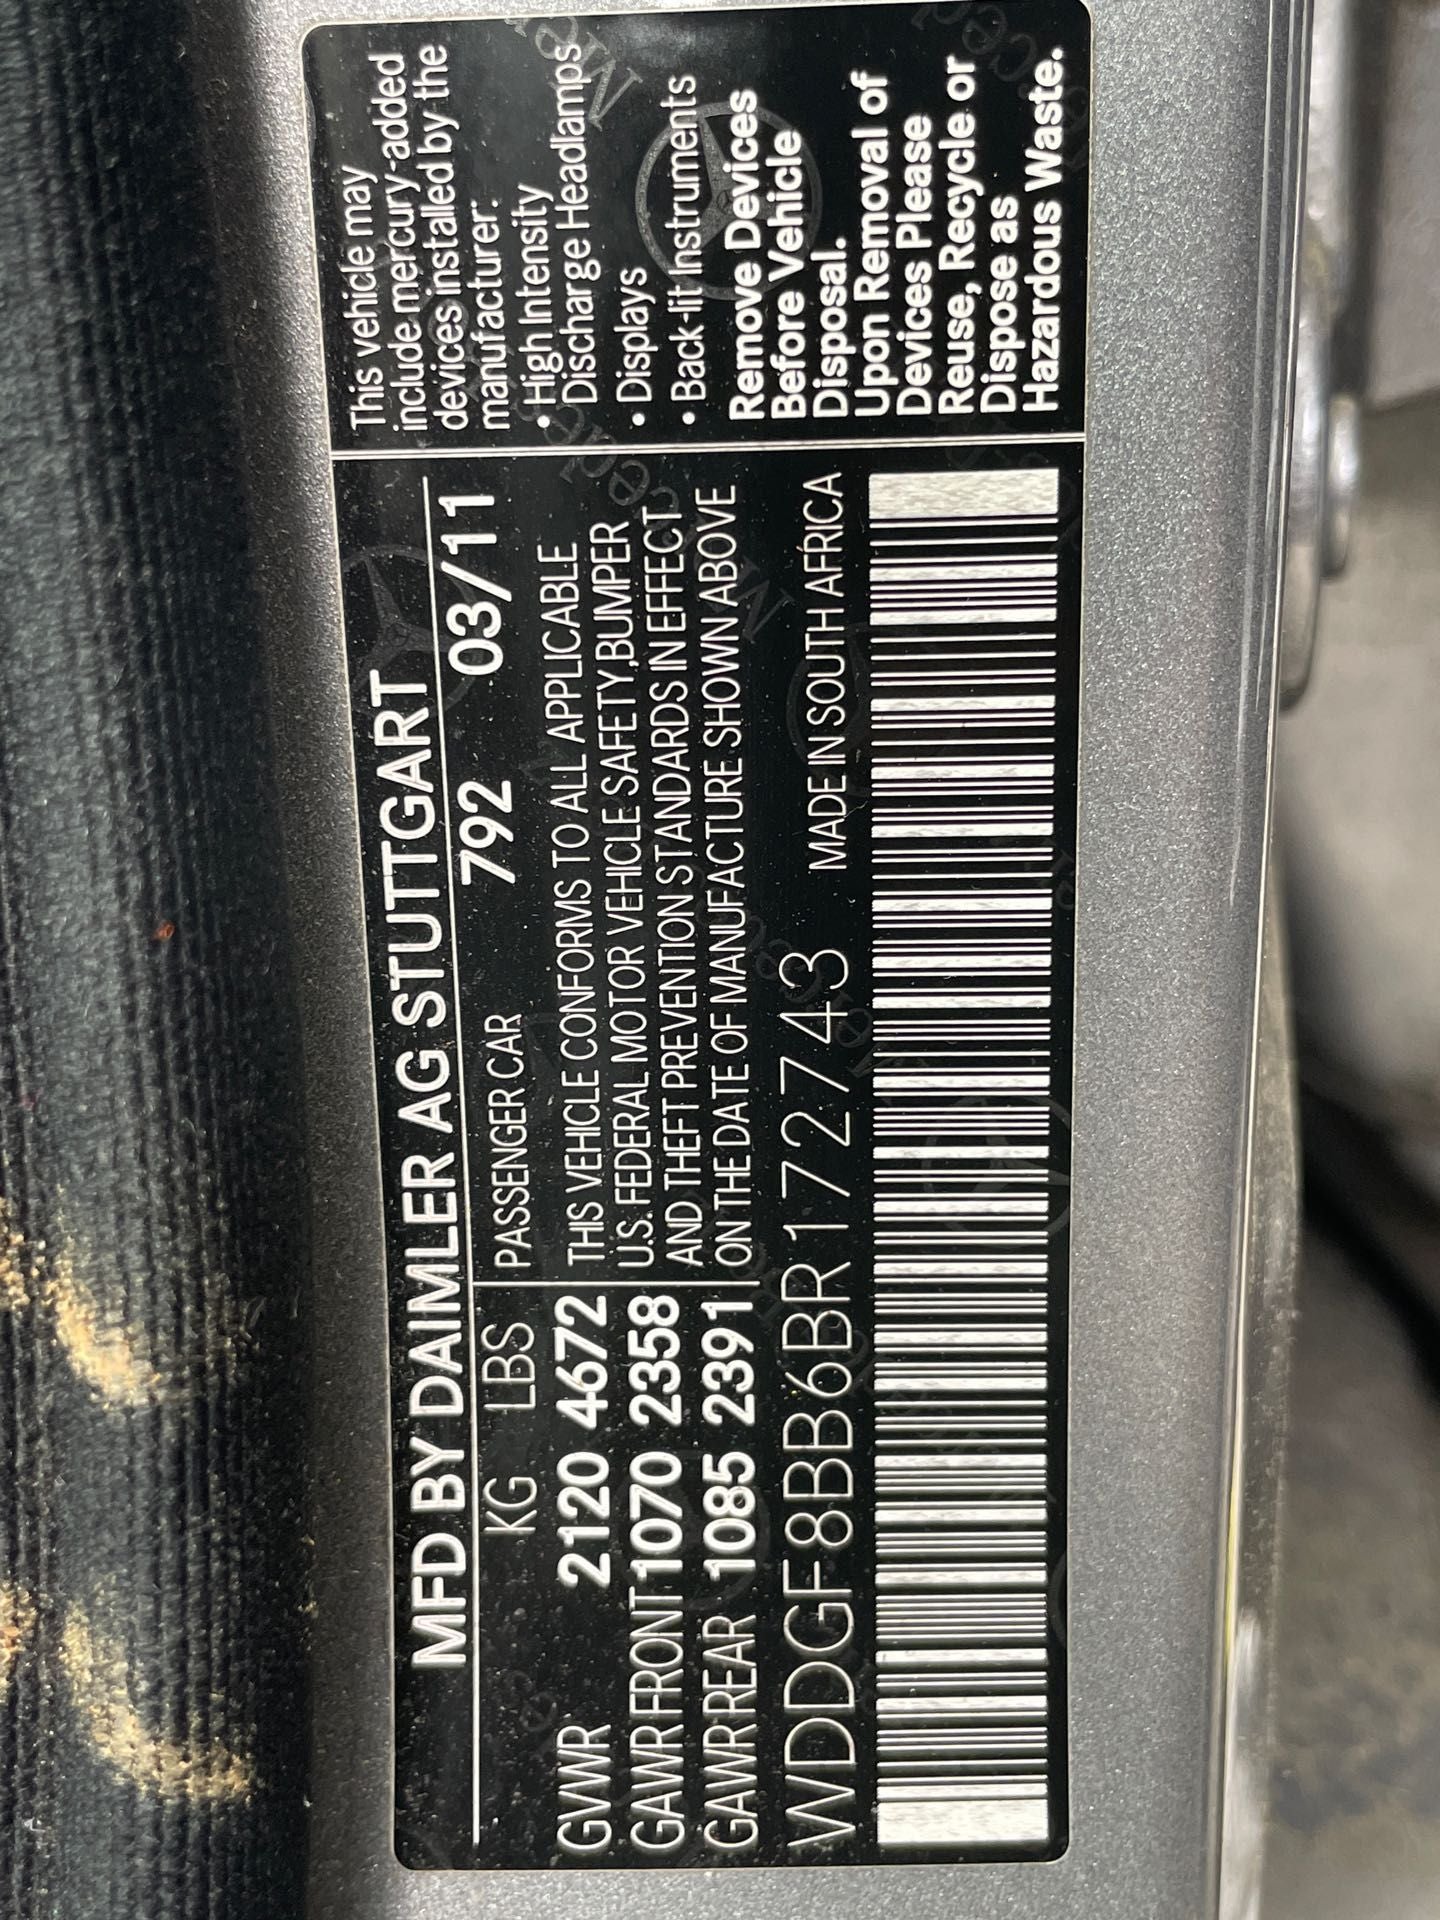 MFD BY DAIMLER AG STUTTGART
KG LBS PASSENGER CAR 792 03/11
GVWR 2120 4672 THIS VEHICLE CONFORMS TO ALL APPLICABLE
GAWR FRONT 1070 2358 U.S. FEDERAL MOTOR VEHICLE SAFETY,BUMPER
GAWR REAR 1085 2391 AND THEFT PREVENTION STANDARDS IN EFFECT
ON THE DATE OF MANUFACTURE SHOWN ABOVE
WDDGF8BB6BR172743 MADE IN SOUTH AFRICA
This vehicle may
include mercury-added
devices installed by the
manufacturer:
• High Intensity
Discharge Headlamps
• Displays
• Back-lit Instruments
Remove Devices
Before Vehicle
Disposal.
Upon Removal of
Devices Please
Reuse, Recycle or
Dispose as
Hazardous Waste.